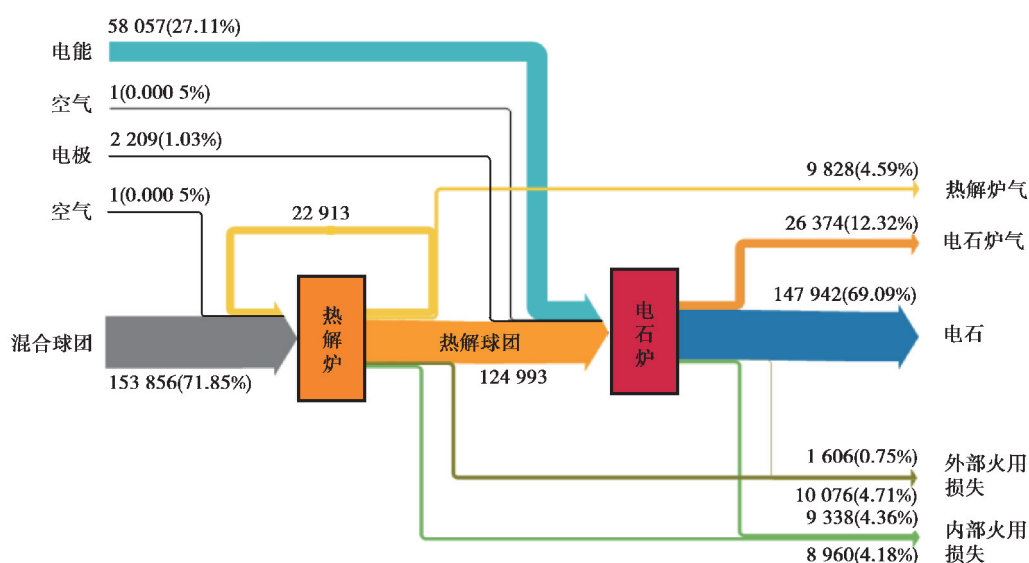 58 057(27.11%)
电能
1(0.000 5%)
空气
2 209(1.03%)
电极
1(0.000 5%)
空气
22 913
9 828(4.59%)
热解炉气
26 374(12.32%)
电石炉气
147 942(69.09%)
电石
混合球团
153 856(71.85%)
热解炉
热解球团
124 993
电石炉
1 606(0.75%)
外部火用
损失
10 076(4.71%)
9 338(4.36%)
内部火用
损失
8 960(4.18%)